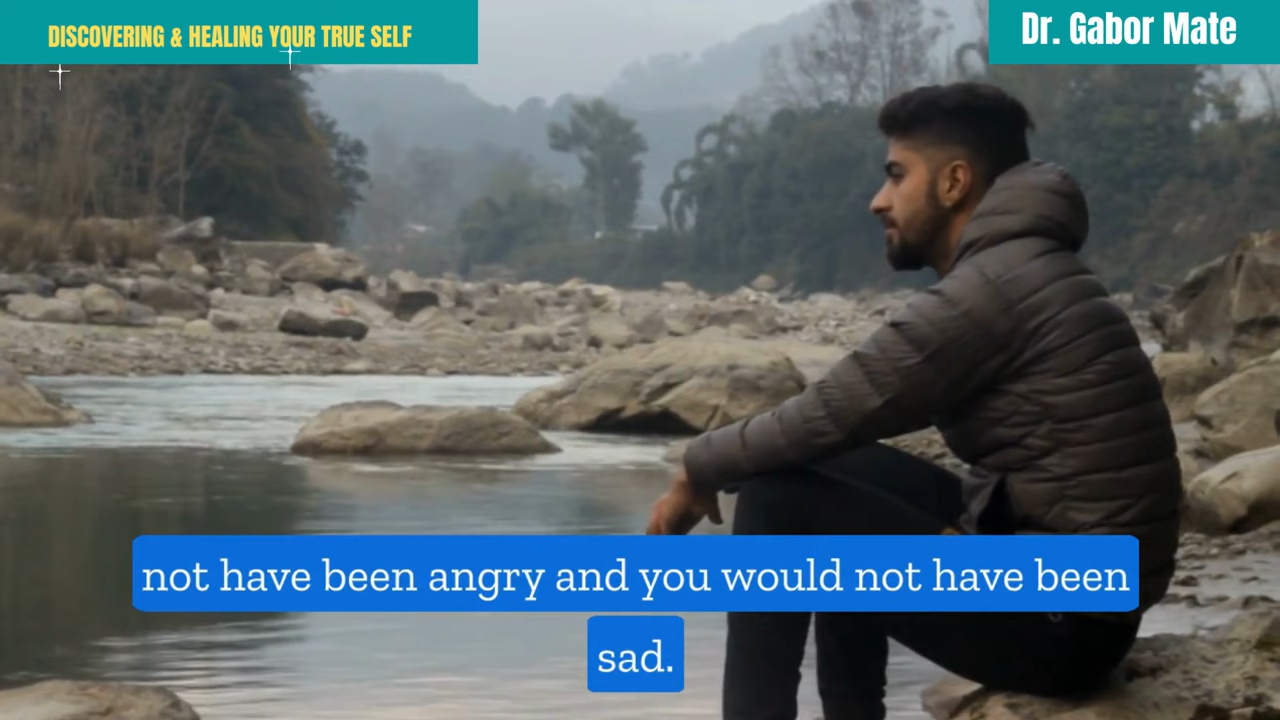 DISCOVERING & HEALING YOUR TRUE SELF
Dr. Gabor Mate
not have been angry and you would not have been
sad.